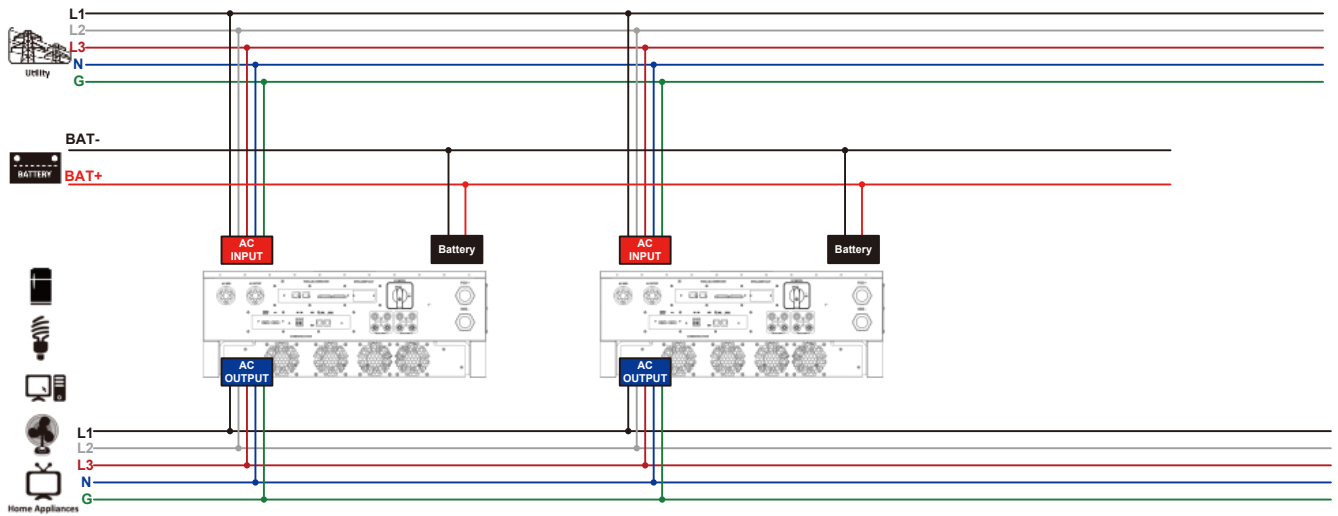 L1
L2
L3
N
G
Utility
BAT-
BATTERY
BAT+
AC
INPUT
Battery
AC
INPUT
Battery
AC
OUTPUT
AC
OUTPUT
L1
L2
L3
N
G
Home Appliances